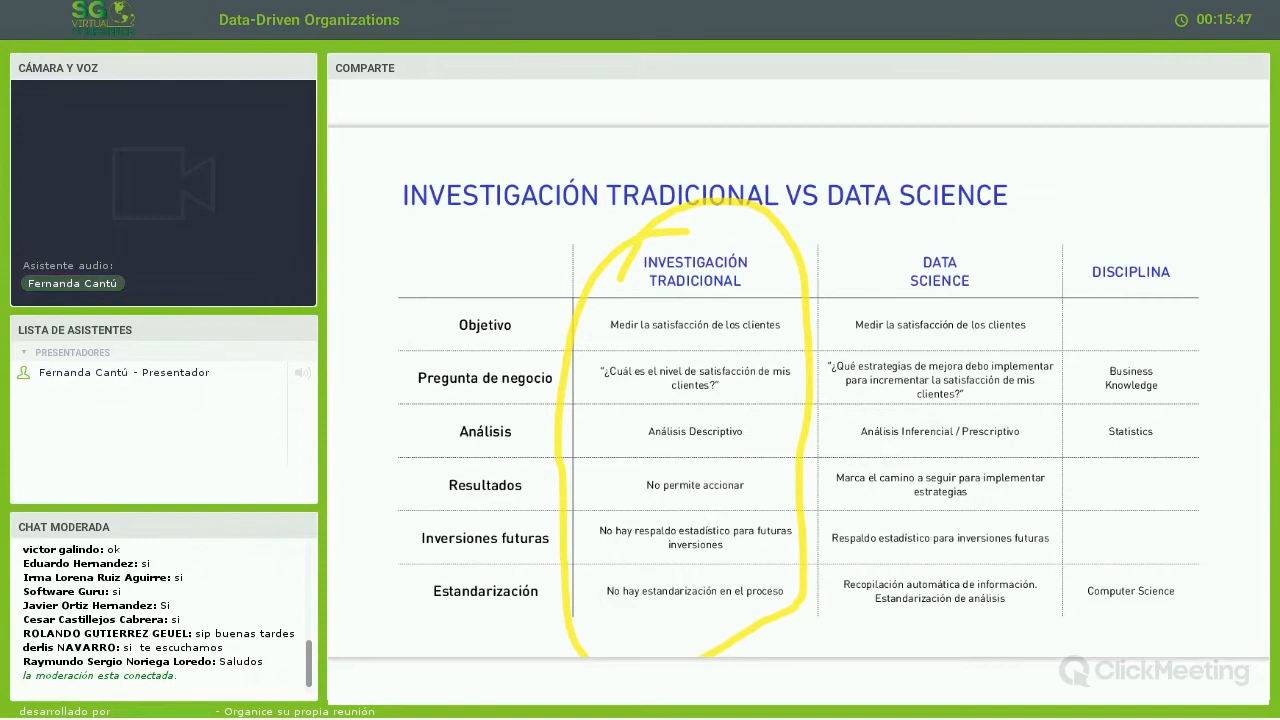 SG
VIRTUAL
CONFERENCE
Data-Driven Organizations
00:15:47
CÁMARA Y VOZ
Asistente audio:
Fernanda Cantú
LISTA DE ASISTENTES
PRESENTADORES
Fernanda Cantú - Presentador
CHAT MODERADA
victor galindo: ok
Eduardo Hernandez: si
Irma Lorena Ruiz Aguirre: si
Software Guru: si
Javier Ortiz Hernandez: Si
Cesar Castillejos Cabrera: si
ROLANDO GUTIERREZ GEUEL: sip buenas tardes
derlis NAVARRO: si te escuchamos
Raymundo Sergio Noriega Loredo: Saludos
la moderación esta conectada.
COMPARTE
INVESTIGACIÓN TRADICIONAL VS DATA SCIENCE
INVESTIGACIÓN
TRADICIONAL
DATA
SCIENCE
DISCIPLINA
Objetivo
Medir la satisfacción de los clientes
Medir la satisfacción de los clientes
Pregunta de negocio
"¿Cuál es el nivel de satisfacción de mis
clientes?"
"¿Qué estrategias de mejora debo implementar
para incrementar la satisfacción de mis
clientes?"
Business
Knowledge
Análisis
Análisis Descriptivo
Análisis Inferencial / Prescriptivo
Statistics
Resultados
No permite accionar
Marca el camino a seguir para implementar
estrategias
Inversiones futuras
No hay respaldo estadístico para futuras
inversiones
Respaldo estadístico para inversiones futuras
Estandarización
No hay estandarización en el proceso
Recopilación automática de información.
Estandarización de análisis
Computer Science
ClickMeeting
desarrollado por - Organice su propia reunión